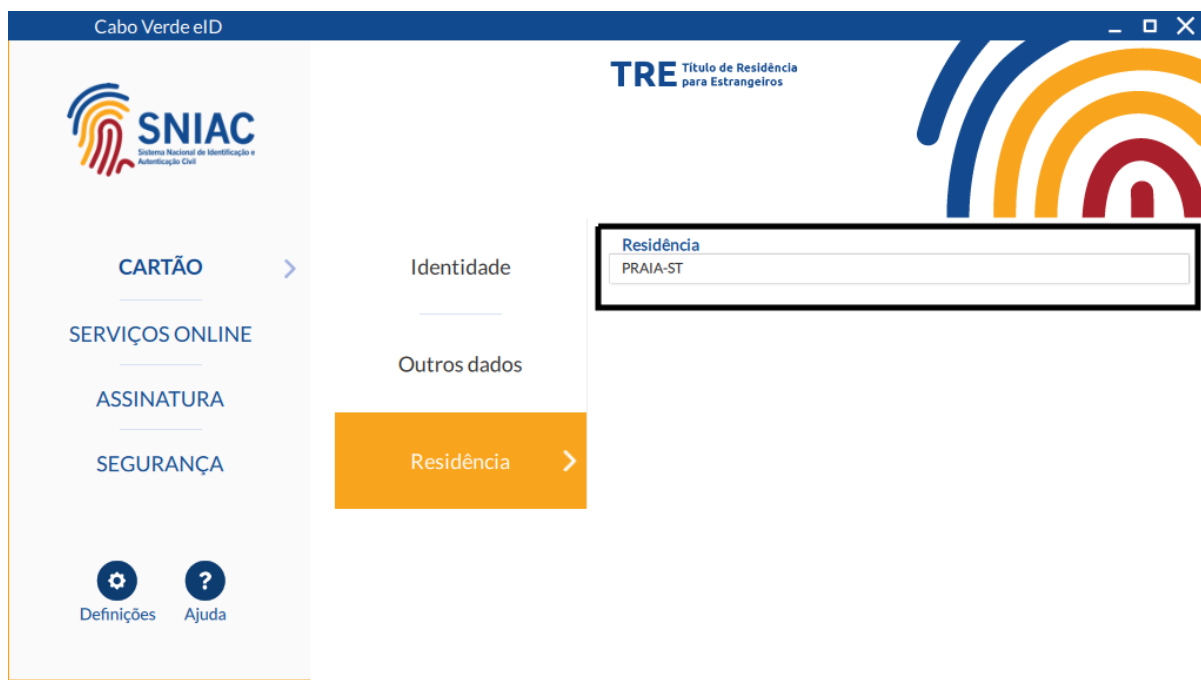 Cabo Verde eID
SNIAC
Sistema Nacional de Identificação e
Autenticação Civil
TRE Título de Residência
para Estrangeiros
CARTÃO
SERVIÇOS ONLINE
ASSINATURA
SEGURANÇA
Definições
Ajuda
Identidade
Outros dados
Residência
Residência
PRAIA-ST